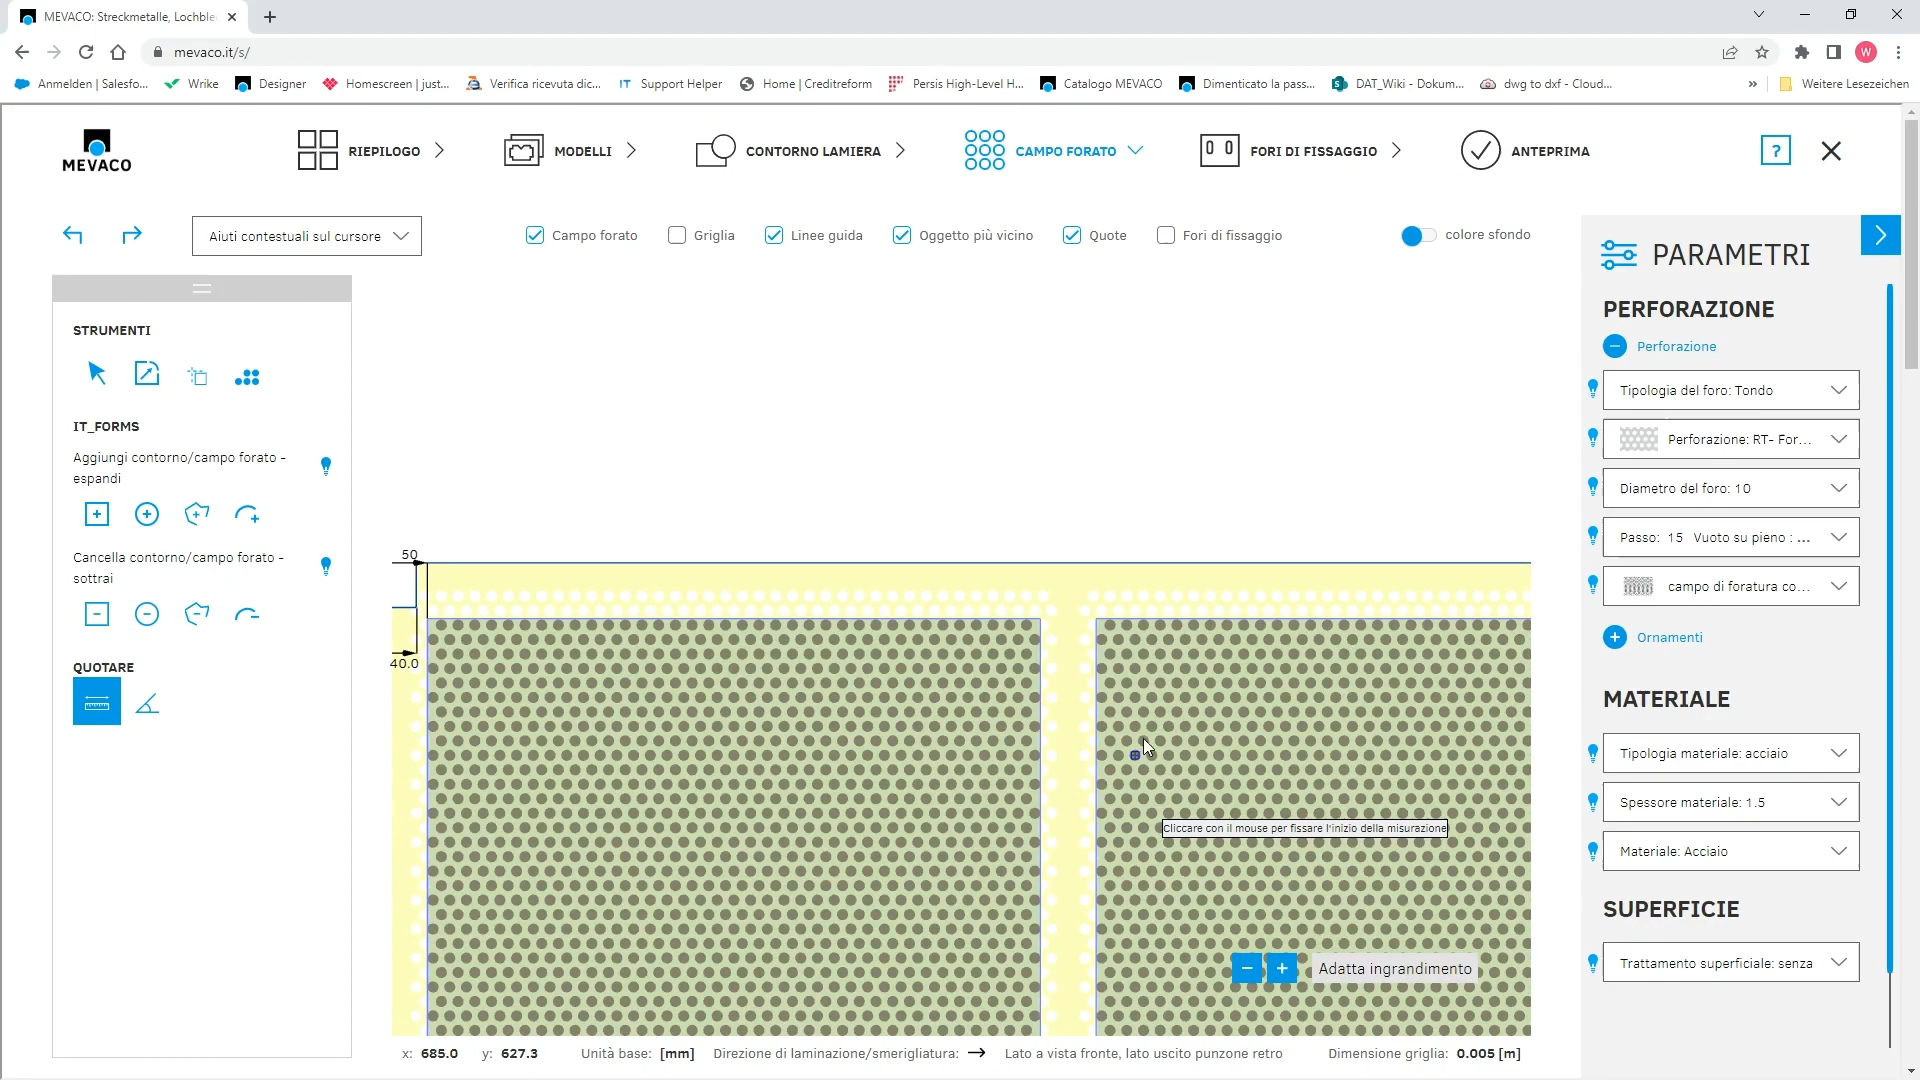 MEVACO: Streckmetalle, Lochble
mevaco.it/s/
Anmelden | Salesfo...
Wrike
Designer
Homescreen | just...
Verifica ricevuta dic...
IT Support Helper
Home | Creditreform
Persis High-Level H...
Catalogo MEVACO
Dimenticato la pass...
DAT_Wiki - Dokum...
dwg to dxf - Cloud...
»
Weitere Lesezeichen
W
MEVACO
RIEPILOGO
MODELLI
CONTORNO LAMIERA
CAMPO FORATO
FORI DI FISSAGGIO
ANTEPRIMA
?
Aiuti contestuali sul cursore
Campo forato
Griglia
Linee guida
Oggetto più vicino
Quote
Fori di fissaggio
colore sfondo
STRUMENTI
IT_FORMS
Aggiungi contorno/campo forato -
espandi
Cancella contorno/campo forato -
sottrai
QUOTARE
50
40.0
Cliccare con il mouse per fissare l'inizio della misurazione
Adatta ingrandimento
x: 685.0
y: 627.3
Unità base: [mm]
Direzione di laminazione/smerigliatura:
Lato a vista fronte, lato uscito punzone retro
Dimensione griglia: 0.005 [m]
PARAMETRI
PERFORAZIONE
Perforazione
Tipologia del foro: Tondo
Perforazione: RT- For...
Diametro del foro: 10
Passo: 15 Vuoto su pieno : ...
campo di foratura co...
Ornamenti
MATERIALE
Tipologia materiale: acciaio
Spessore materiale: 1.5
Materiale: Acciaio
SUPERFICIE
Trattamento superficiale: senza